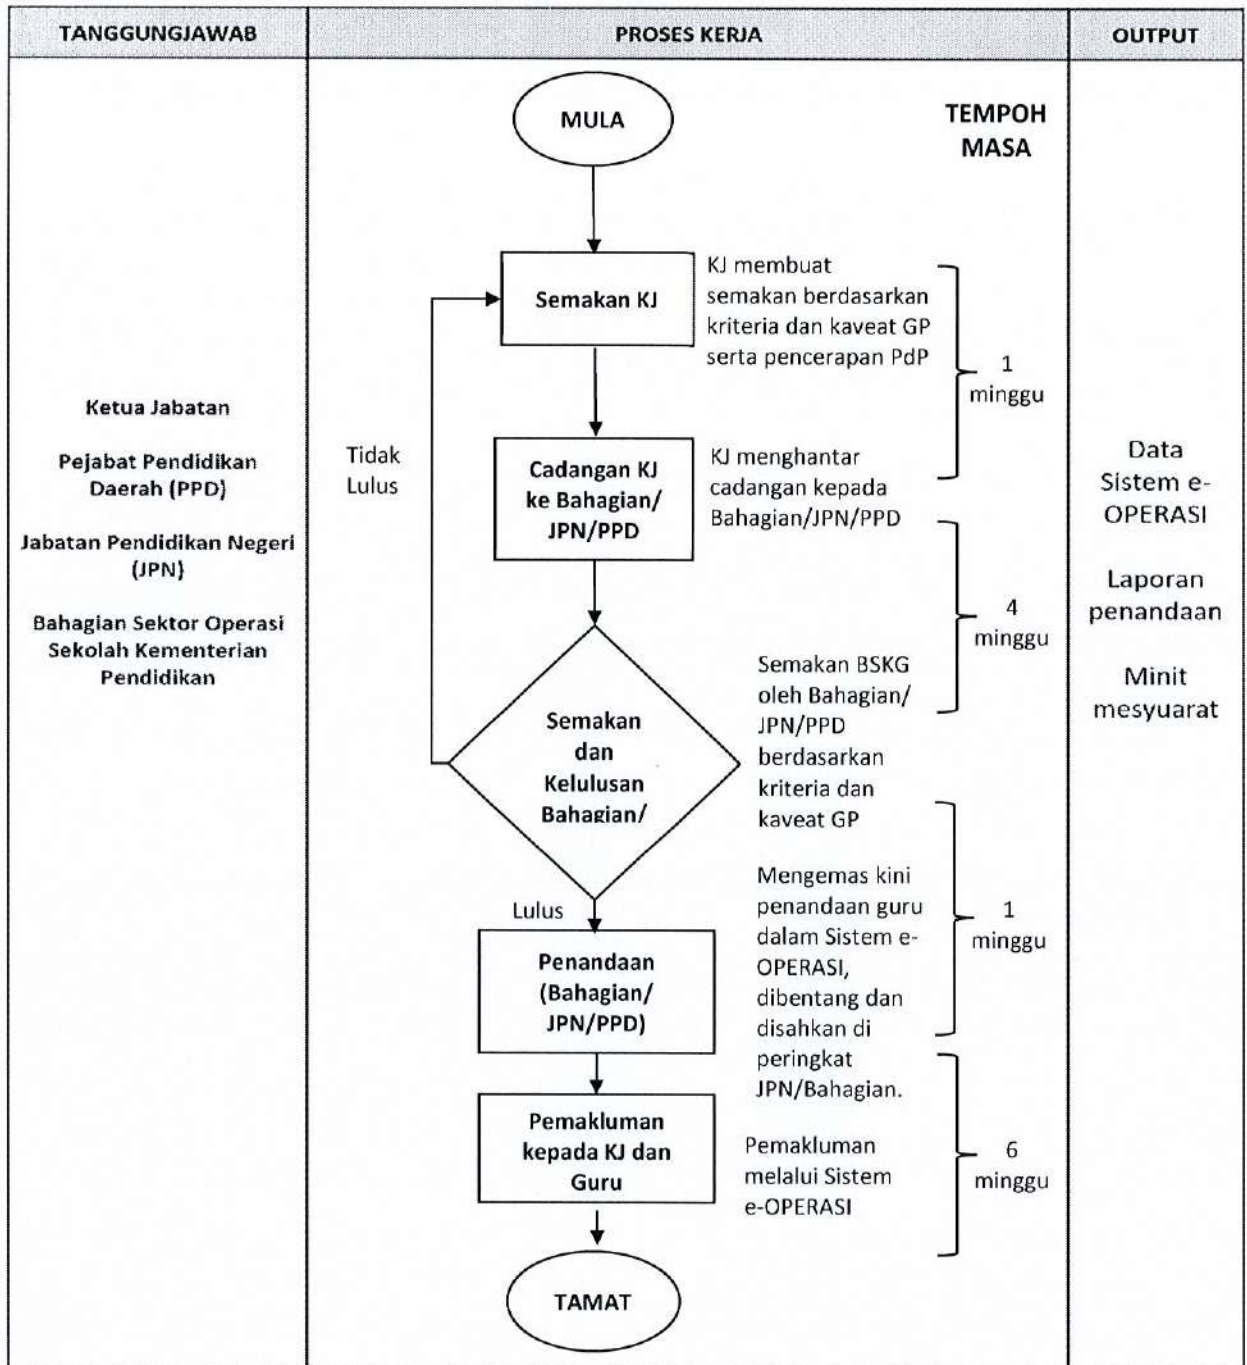 TANGGUNGJAWAB
PROSES KERJA
OUTPUT
Ketua Jabatan
Pejabat Pendidikan
Daerah (PPD)
Jabatan Pendidikan Negeri
(JPN)
Bahagian Sektor Operasi
Sekolah Kementerian
Pendidikan
MULA
TEMPOH
MASA
Semakan KJ
KJ membuat
semakan berdasarkan
kriteria dan kaveat GP
serta pencerapan PdP
1
minggu
Tidak
Lulus
Cadangan KJ
ke Bahagian/
JPN/PPD
KJ menghantar
cadangan kepada
Bahagian/JPN/PPD
4
minggu
Semakan
dan
Kelulusan
Bahagian/
Semakan BSKG
oleh Bahagian/
JPN/PPD
berdasarkan
kriteria dan
kaveat GP
Lulus
Penandaan
(Bahagian/
JPN/PPD)
Mengemas kini
penandaan guru
dalam Sistem e-
OPERASI,
dibentang dan
disahkan di
peringkat
JPN/Bahagian.
1
minggu
Pemakluman
kepada KJ dan
Guru
Pemakluman
melalui Sistem
e-OPERASI
6
minggu
TAMAT
Data
Sistem e-
OPERASI
Laporan
penandaan
Minit
mesyuarat